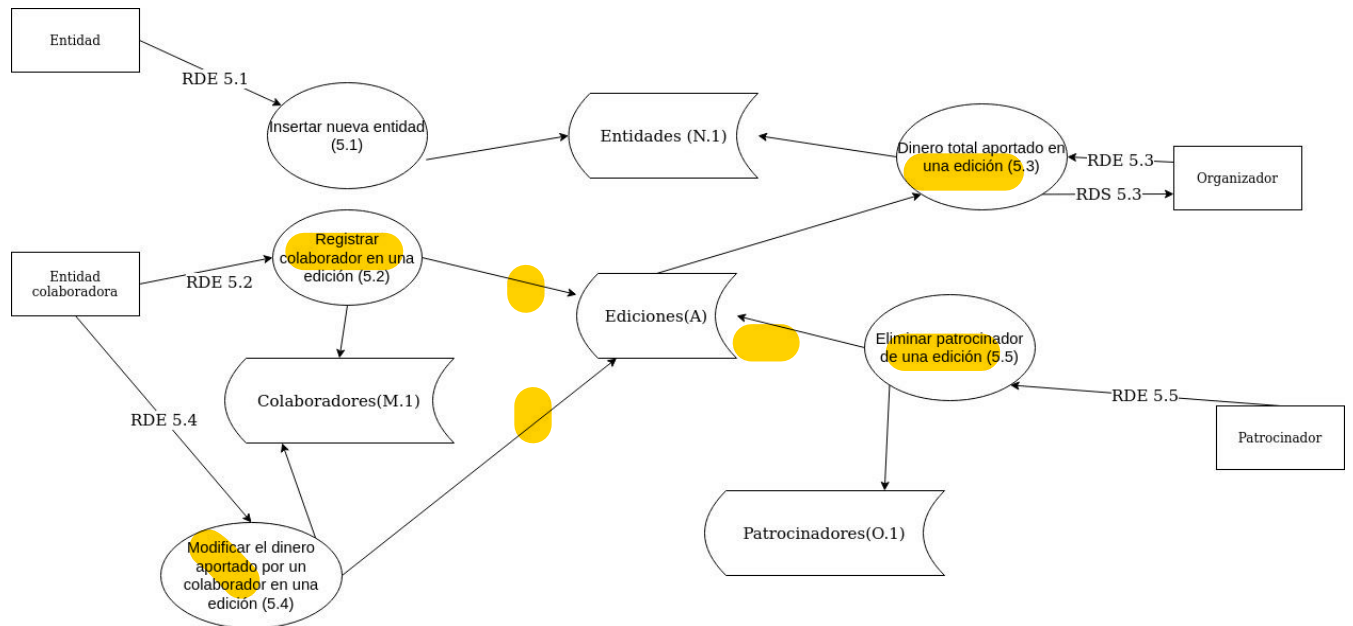 Entidad
RDE 5.1
Insertar nueva entidad
(5.1)
Entidades (N.1)
Dinero total aportado en
una edición (5.3)
RDE 5.3
RDS 5.3
Organizador
Entidad
colaboradora
RDE 5.2
Registrar
colaborador en una
edición (5.2)
Ediciones(A)
Eliminar patrocinador
de una edición (5.5)
RDE 5.5
Patrocinador
Colaboradores(M.1)
RDE 5.4
Modificar el dinero
aportado por un
colaborador en una
edición (5.4)
Patrocinadores(O.1)